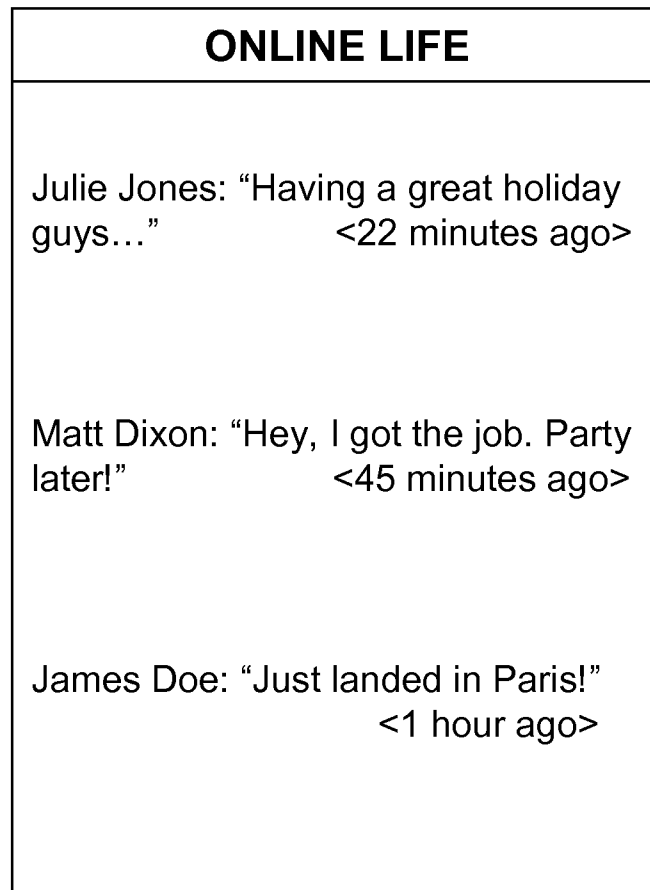 ONLINE LIFE
Julie Jones: “Having a great holiday
guys…” <22 minutes ago>
Matt Dixon: “Hey, I got the job. Party
later!” <45 minutes ago>
James Doe: “Just landed in Paris!”
<1 hour ago>